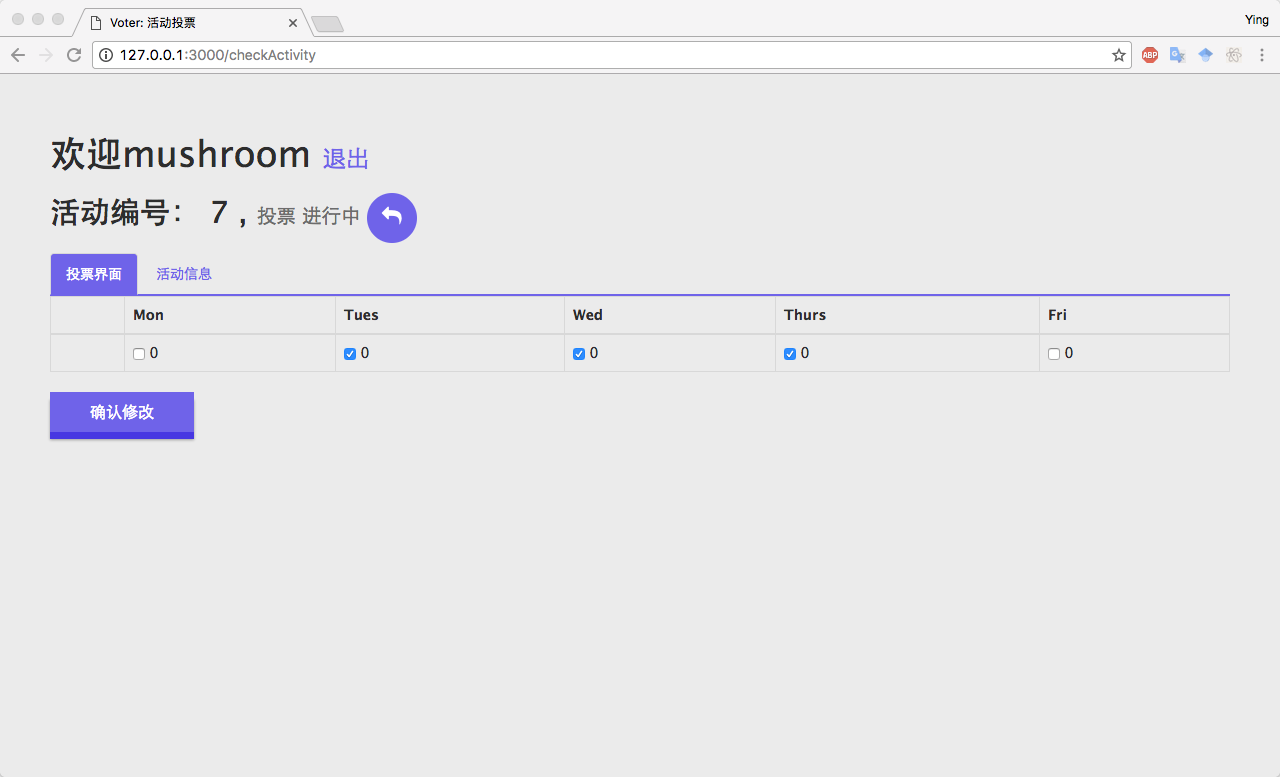 Voter: 活动投票
Ying
127.0.0.1:3000/checkActivity
ABP
欢迎mushroom 退出
活动编号： 7 , 投票 进行中
投票界面 活动信息
Mon Tues Wed Thurs Fri
0 0 0 0 0
确认修改